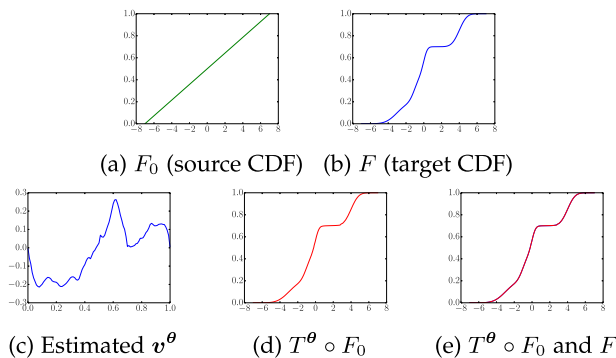 1.0 1.0
0.8 0.8
0.6 0.6
0.4 0.4
0.2 0.2
0.0 0.0
−8 −6 −4 −2 0 2 4 6 8 −8 −6 −4 −2 0 2 4 6 8
(a) F₀ (source CDF) (b) F (target CDF)
0.3 1.0 1.0
0.2 0.8 0.8
0.1 0.6 0.6
0.0
−0.1 0.4 0.4
−0.2 0.2 0.2
−0.3 0.0 0.0
0.0 0.2 0.4 0.6 0.8 1.0 −8 −6 −4 −2 0 2 4 6 8 −8 −6 −4 −2 0 2 4 6 8
(c) Estimated v^θ (d) T^θ ∘ F₀ (e) T^θ ∘ F₀ and F